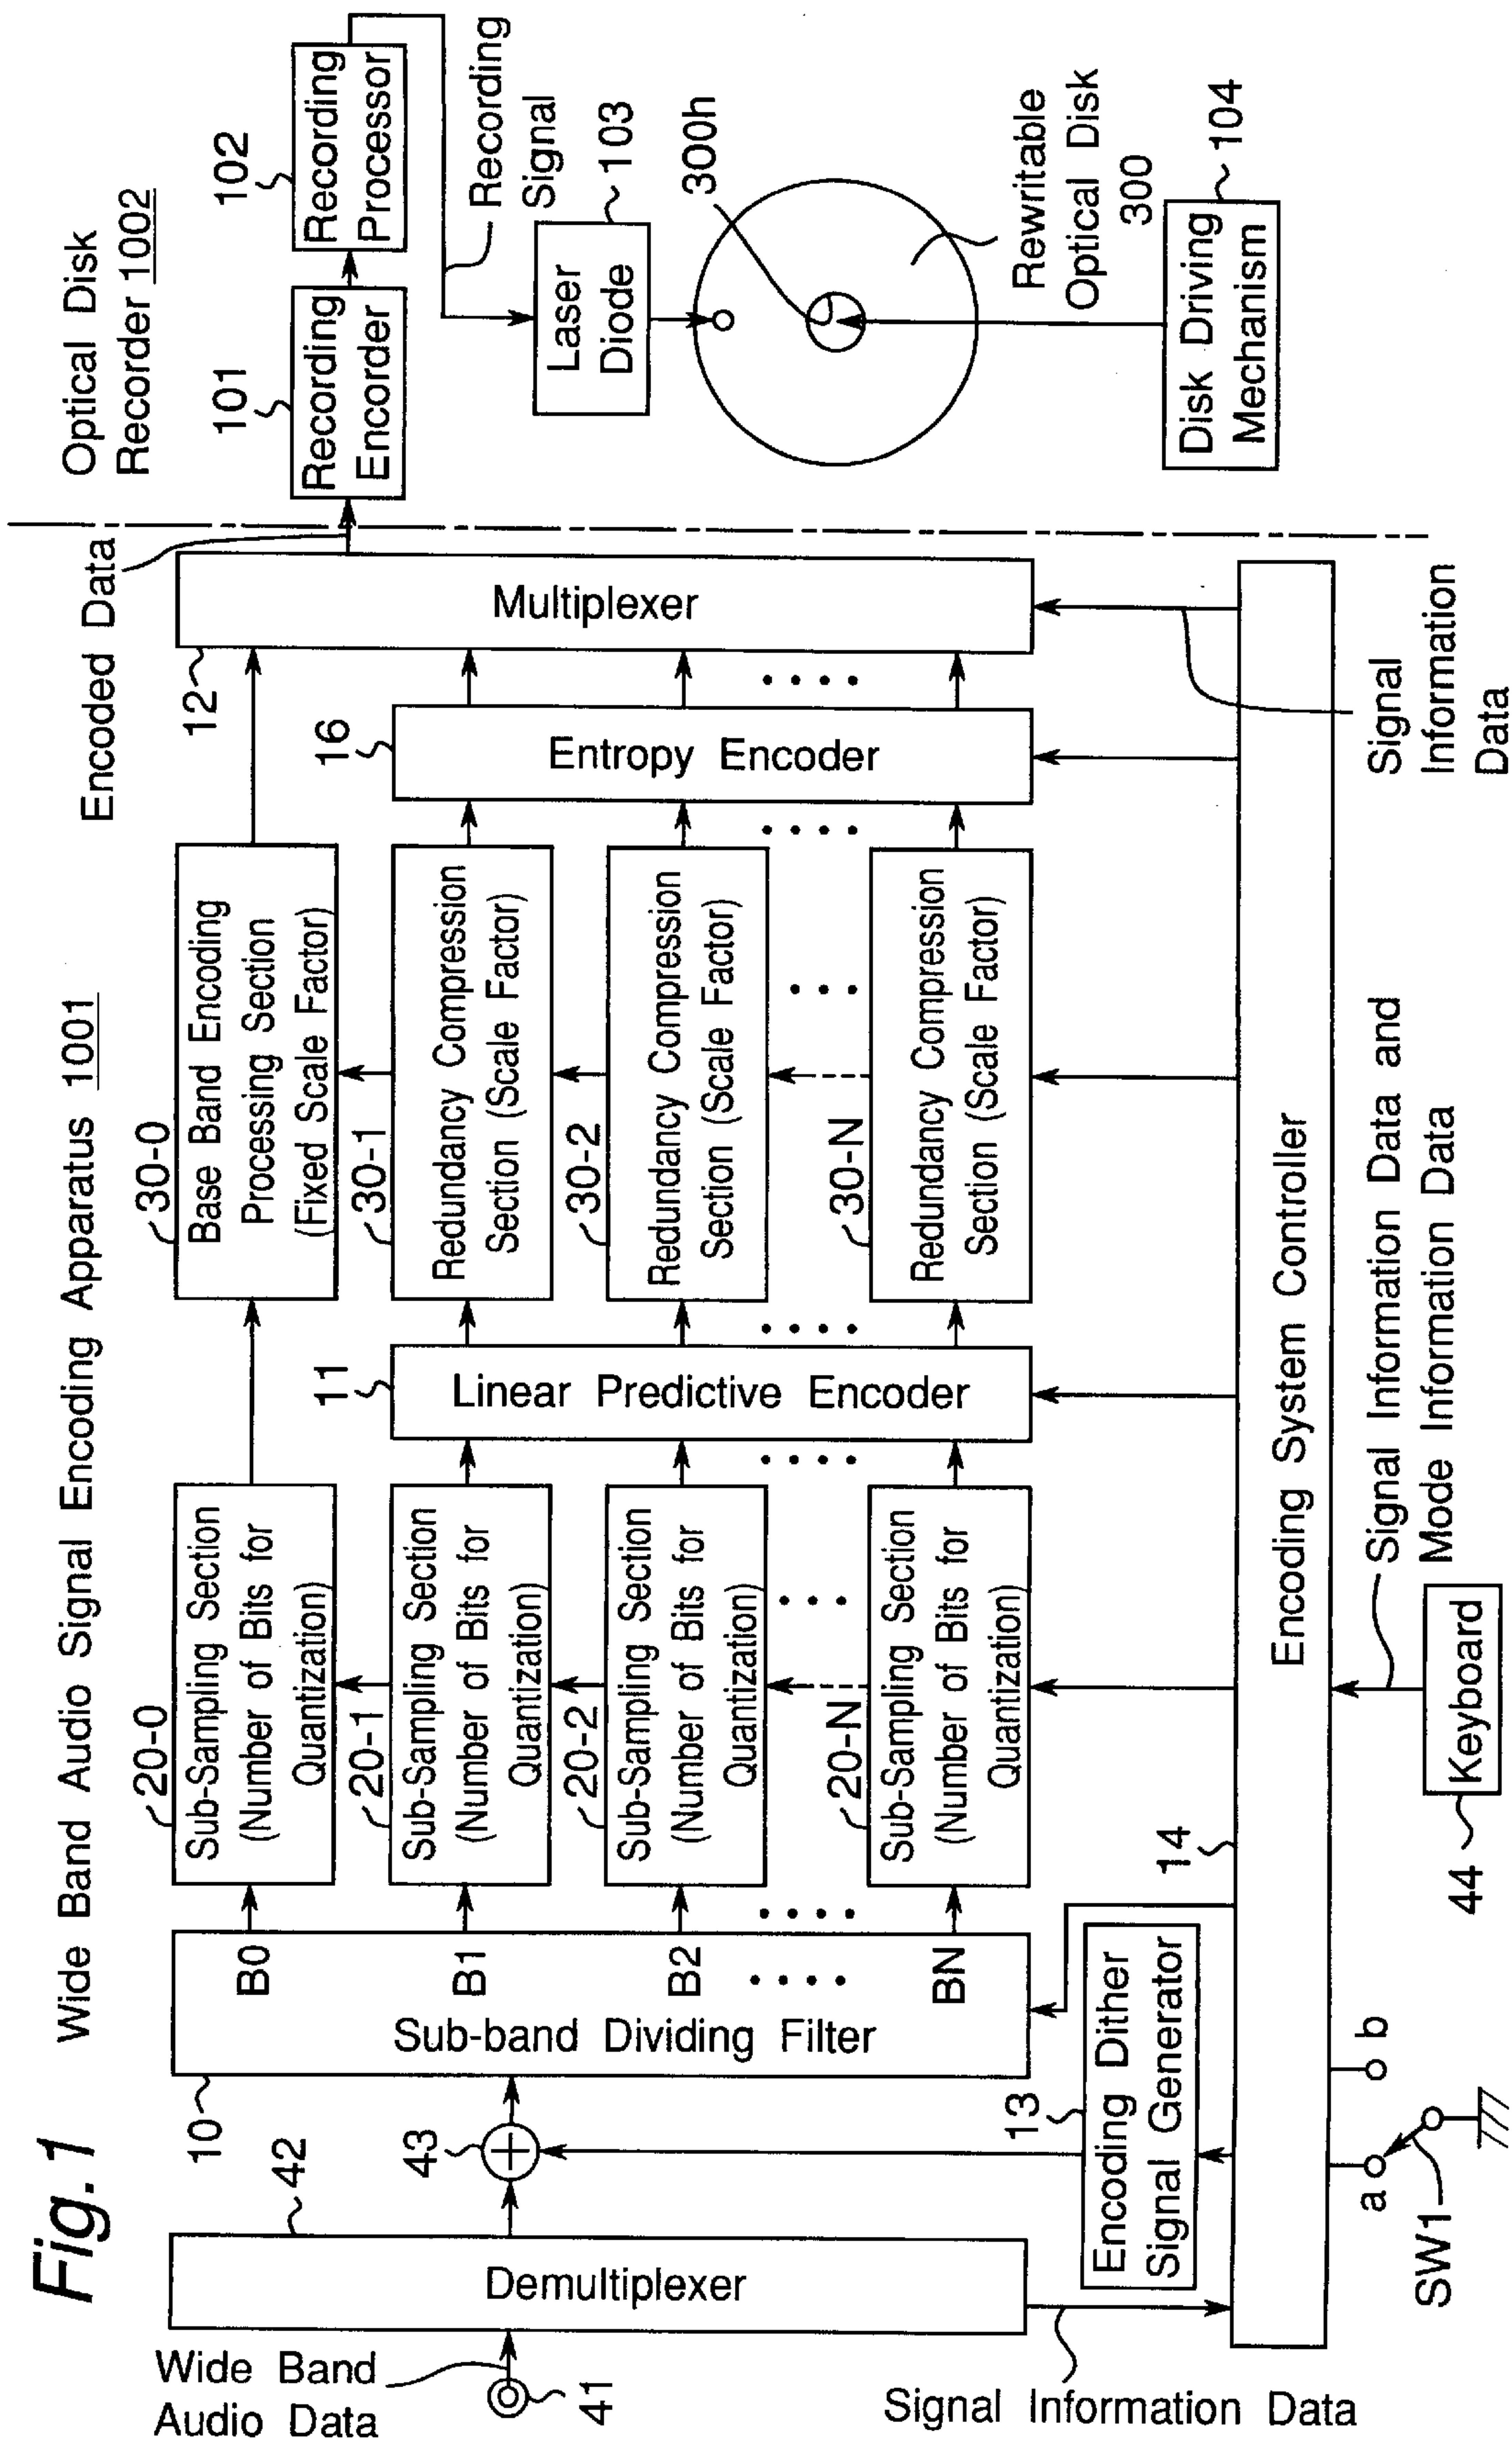 Fig.1
Wide Band Audio Signal Encoding Apparatus 1001
Optical Disk
Recorder 1002
Wide Band
Audio Data
41
42
Demultiplexer
Signal Information Data
43
10
Sub-band Dividing Filter
B0
B1
B2
BN
13
Encoding Dither
Signal Generator
20-0
Sub-Sampling Section
(Number of Bits for
Quantization)
20-1
Sub-Sampling Section
(Number of Bits for
Quantization)
20-2
Sub-Sampling Section
(Number of Bits for
Quantization)
20-N
Sub-Sampling Section
(Number of Bits for
Quantization)
11
Linear Predictive Encoder
30-0
Base Band Encoding
Processing Section
(Fixed Scale Factor)
30-1
Redundancy Compression
Section (Scale Factor)
30-2
Redundancy Compression
Section (Scale Factor)
30-N
Redundancy Compression
Section (Scale Factor)
16
Entropy Encoder
12
Multiplexer
Encoded Data
14
Encoding System Controller
Signal
Information
Data
a
b
SW1
44
Keyboard
Signal Information Data and
Mode Information Data
101
Recording
Encorder
102
Recording
Processor
Recording
Signal
103
Laser
Diode
300h
Rewritable
Optical Disk
300
104
Disk Driving
Mechanism